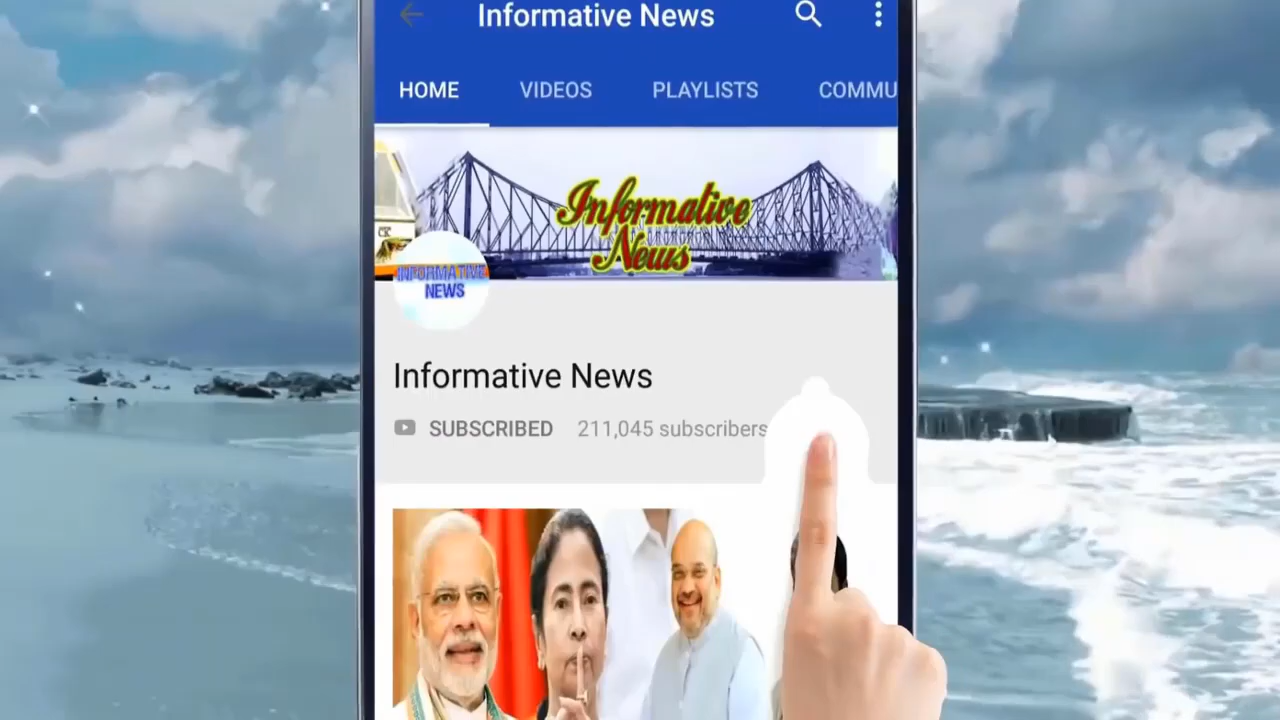 Informative News
HOME VIDEOS PLAYLISTS COMMU
Informative
News
INFORMATIVE
NEWS
Informative News
SUBSCRIBED 211,045 subscribers